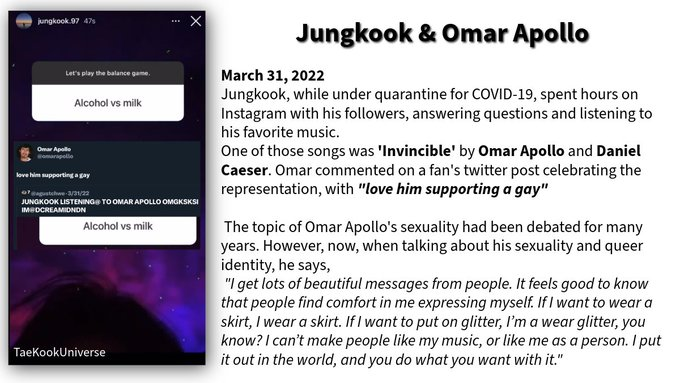 jungkook.97 47s
Let's play the balance game.
Alcohol vs milk
Omar Apollo
@omarapollo
love him supporting a gay
@agustchwe · 3/31/22
JUNGKOOK LISTENING@ TO OMAR APOLLO OMGKSKSI
IM@DCREAMIDNDN
Alcohol vs milk
TaeKookUniverse
Jungkook & Omar Apollo
March 31, 2022
Jungkook, while under quarantine for COVID-19, spent hours on
Instagram with his followers, answering questions and listening to
his favorite music.
One of those songs was 'Invincible' by Omar Apollo and Daniel
Caeser. Omar commented on a fan's twitter post celebrating the
representation, with "love him supporting a gay"
The topic of Omar Apollo's sexuality had been debated for many
years. However, now, when talking about his sexuality and queer
identity, he says,
"I get lots of beautiful messages from people. It feels good to know
that people find comfort in me expressing myself. If I want to wear a
skirt, I wear a skirt. If I want to put on glitter, I'm a wear glitter, you
know? I can't make people like my music, or like me as a person. I put
it out in the world, and you do what you want with it."